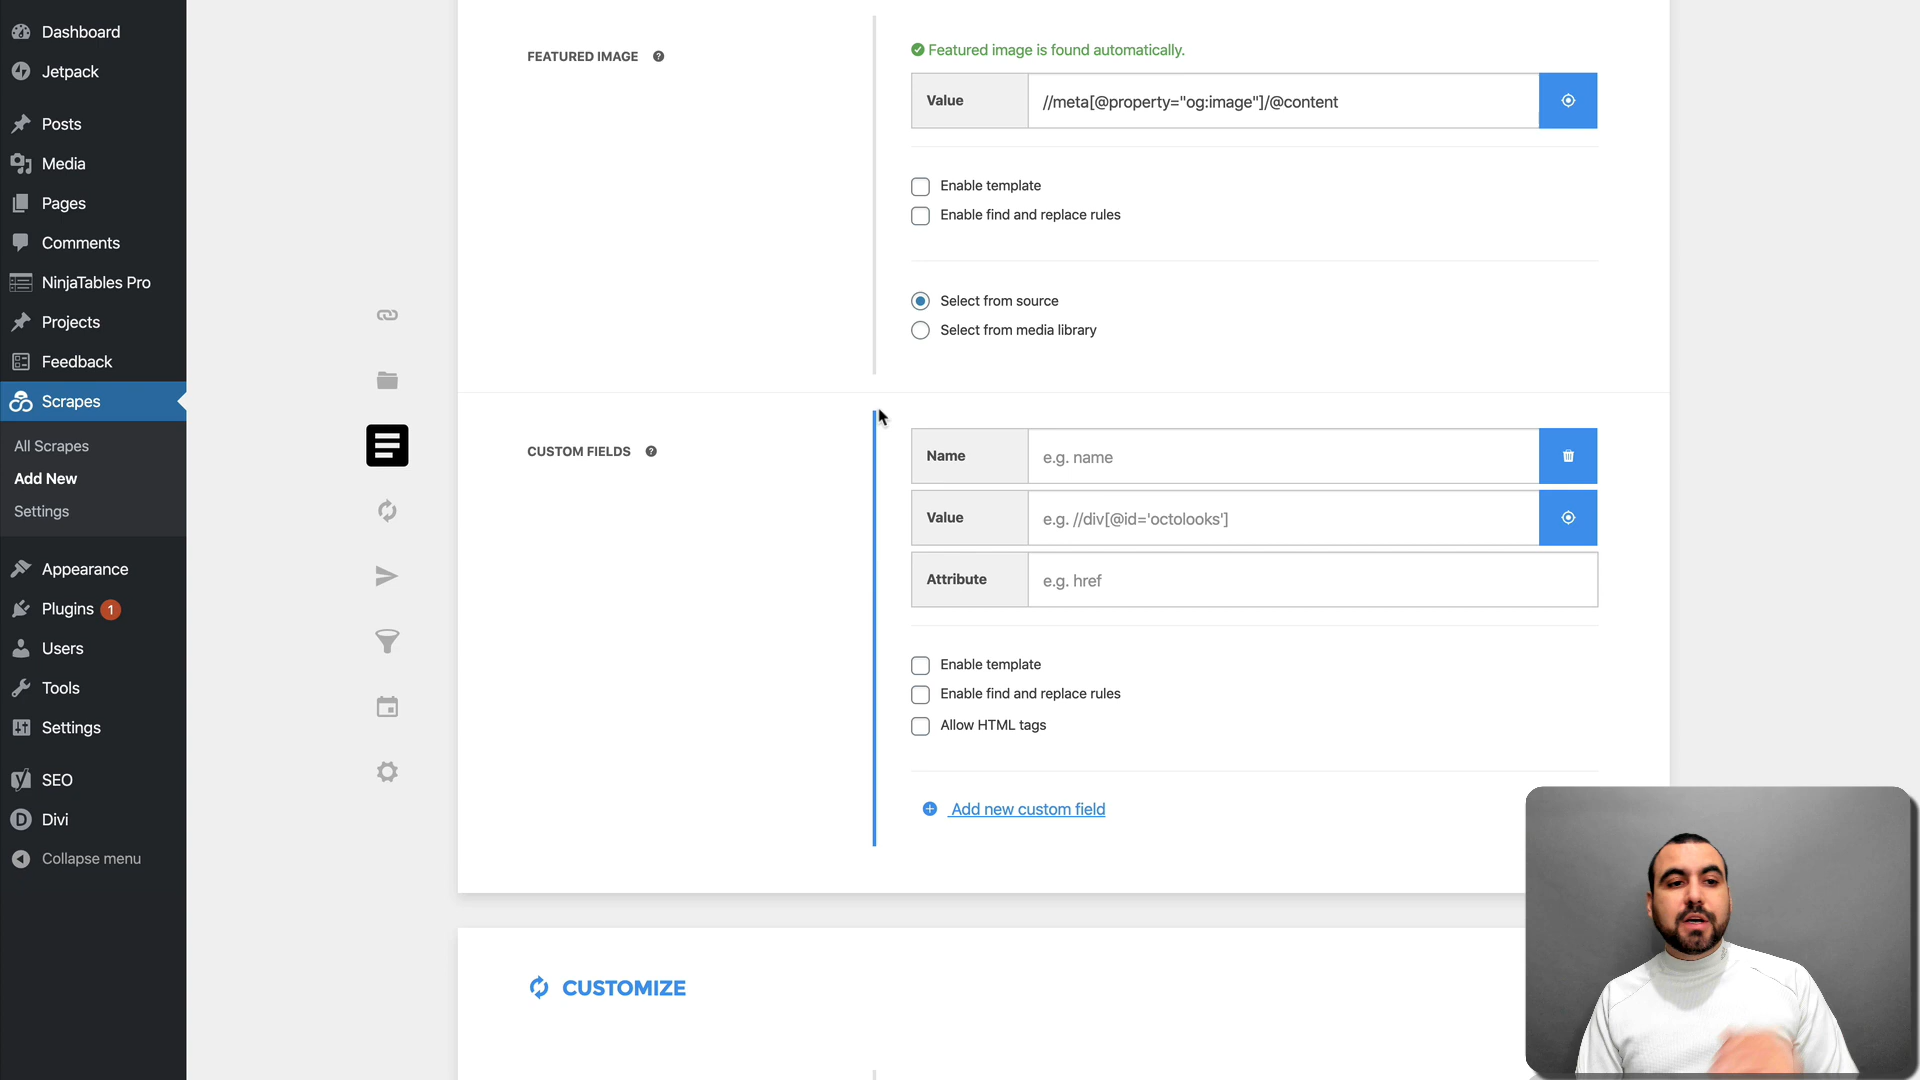 Dashboard
Jetpack
Posts
Media
Pages
Comments
NinjaTables Pro
Projects
Feedback
Scrapes
All Scrapes
Add New
Settings
Appearance
Plugins 1
Users
Tools
Settings
SEO
Divi
Collapse menu
FEATURED IMAGE ?
Featured image is found automatically.
Value //meta[@property="og:image"]/@content
Enable template
Enable find and replace rules
Select from source
Select from media library
CUSTOM FIELDS ?
Name e.g. name
Value e.g. //div[@id='octolooks']
Attribute e.g. href
Enable template
Enable find and replace rules
Allow HTML tags
Add new custom field
CUSTOMIZE